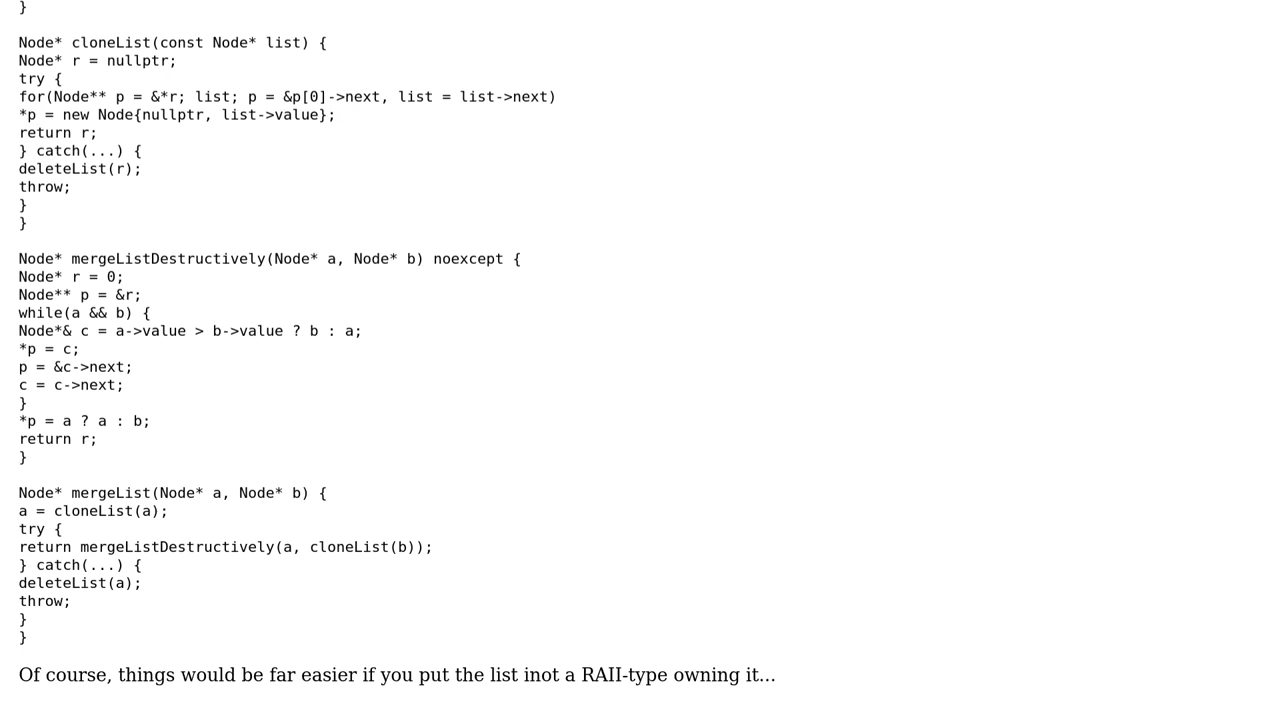 }
Node* cloneList(const Node* list) {
Node* r = nullptr;
try {
for(Node** p = &*r; list; p = &p[0]->next, list = list->next)
*p = new Node{nullptr, list->value};
return r;
} catch(...) {
deleteList(r);
throw;
}
}
Node* mergeListDestructively(Node* a, Node* b) noexcept {
Node* r = 0;
Node** p = &r;
while(a && b) {
Node*& c = a->value > b->value ? b : a;
*p = c;
p = &c->next;
c = c->next;
}
*p = a ? a : b;
return r;
}
Node* mergeList(Node* a, Node* b) {
a = cloneList(a);
try {
return mergeListDestructively(a, cloneList(b));
} catch(...) {
deleteList(a);
throw;
}
}
Of course, things would be far easier if you put the list inot a RAII-type owning it...